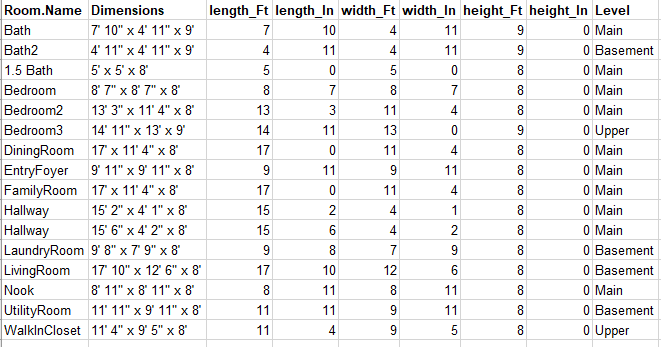 Room.Name Dimensions length_Ft length_In width_Ft width_In height_Ft height_In Level
Bath 7' 10" x 4' 11" x 9' 7 10 4 11 9 0 Main
Bath2 4' 11" x 4' 11" x 9' 4 11 4 11 9 0 Basement
1.5 Bath 5' x 5' x 8' 5 0 5 0 8 0 Main
Bedroom 8' 7" x 8' 7" x 8' 8 7 8 7 8 0 Main
Bedroom2 13' 3" x 11' 4" x 8' 13 3 11 4 8 0 Main
Bedroom3 14' 11" x 13' x 9' 14 11 13 0 9 0 Upper
DiningRoom 17' x 11' 4" x 8' 17 0 11 4 8 0 Main
EntryFoyer 9' 11" x 9' 11" x 8' 9 11 9 11 8 0 Main
FamilyRoom 17' x 11' 4" x 8' 17 0 11 4 8 0 Main
Hallway 15' 2" x 4' 1" x 8' 15 2 4 1 8 0 Main
Hallway 15' 6" x 4' 2" x 8' 15 6 4 2 8 0 Main
LaundryRoom 9' 8" x 7' 9" x 8' 9 8 7 9 8 0 Basement
LivingRoom 17' 10" x 12' 6" x 8' 17 10 12 6 8 0 Basement
Nook 8' 11" x 8' 11" x 8' 8 11 8 11 8 0 Main
UtilityRoom 11' 11" x 9' 11" x 8' 11 11 9 11 8 0 Basement
WalkInCloset 11' 4" x 9' 5" x 8' 11 4 9 5 8 0 Upper